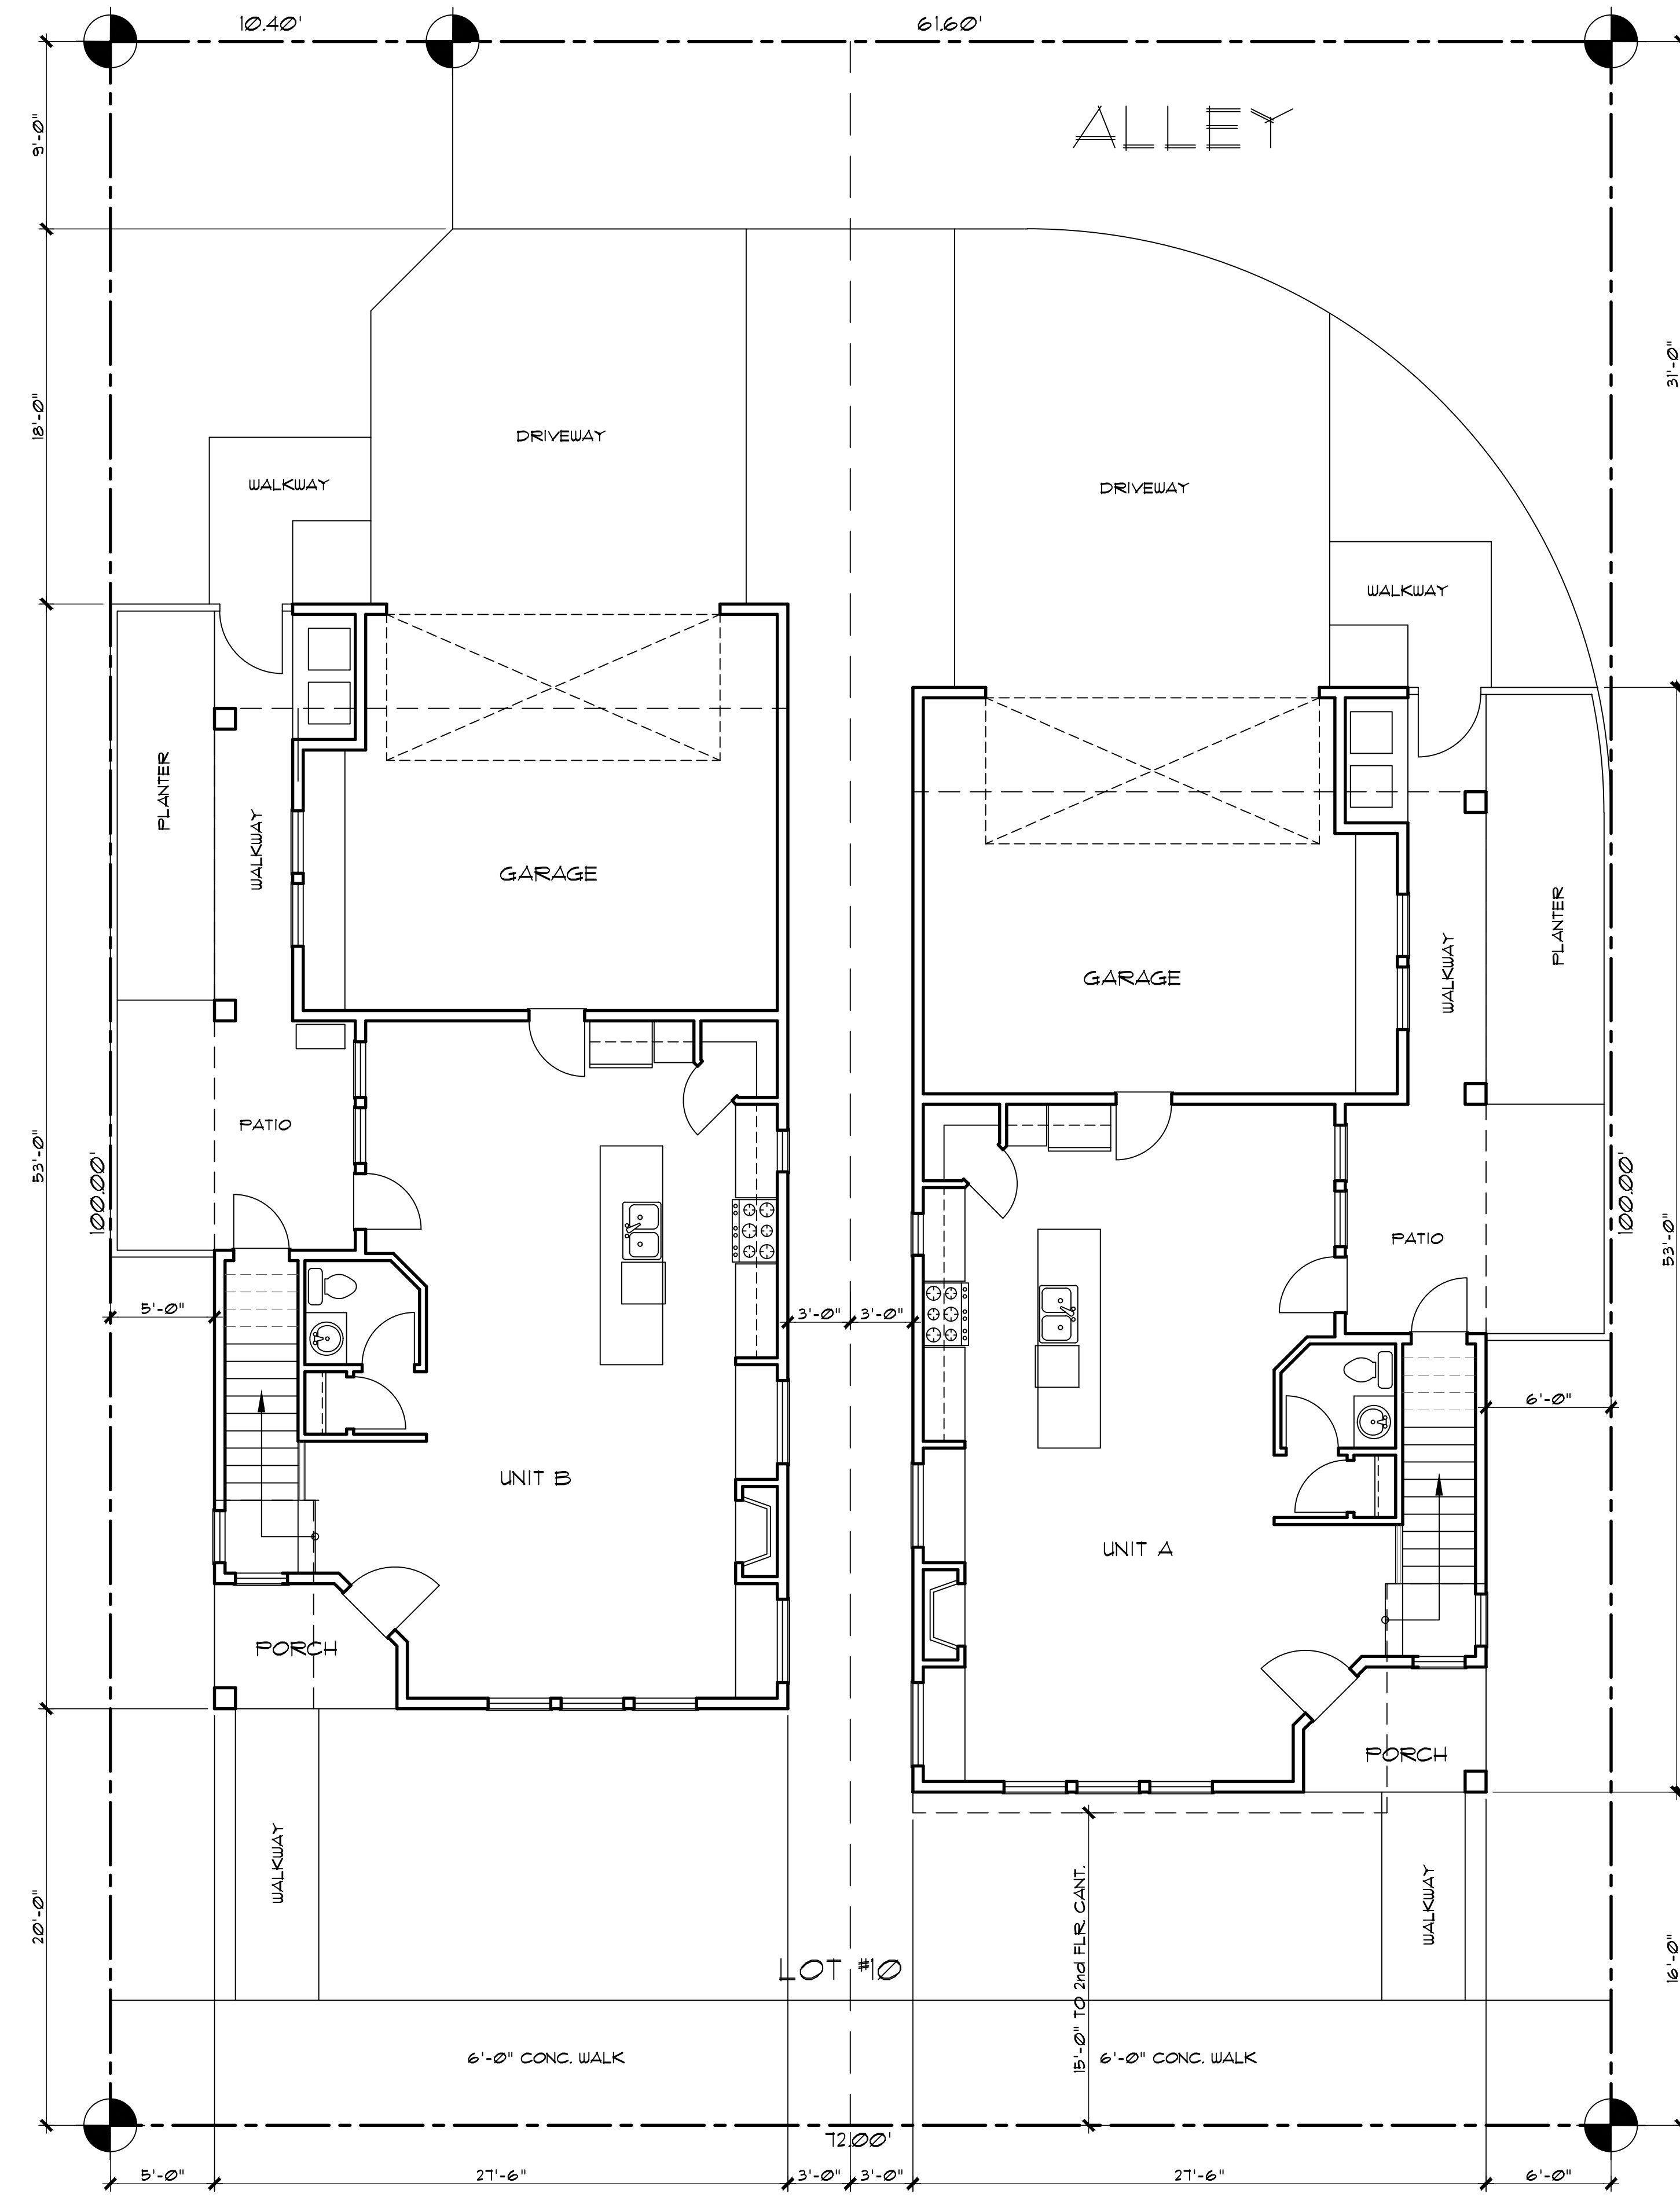 10.40'
61.60'
ALLEY
9'-0"
18'-0"
31'-0"
DRIVEWAY
WALKWAY
DRIVEWAY
WALKWAY
PLANTER
WALKWAY
GARAGE
GARAGE
WALKWAY
PLANTER
PATIO
53'-0"
100.00'
100.00'
53'-0"
PATIO
5'-0"
3'-0"
3'-0"
6'-0"
UNIT B
UNIT A
PORCH
PORCH
WALKWAY
20'-0"
15'-0" TO 2nd FLR. CANT.
WALKWAY
16'-0"
LOT #10
6'-0" CONC. WALK
6'-0" CONC. WALK
72.00'
5'-0"
27'-6"
3'-0"
3'-0"
27'-6"
6'-0"